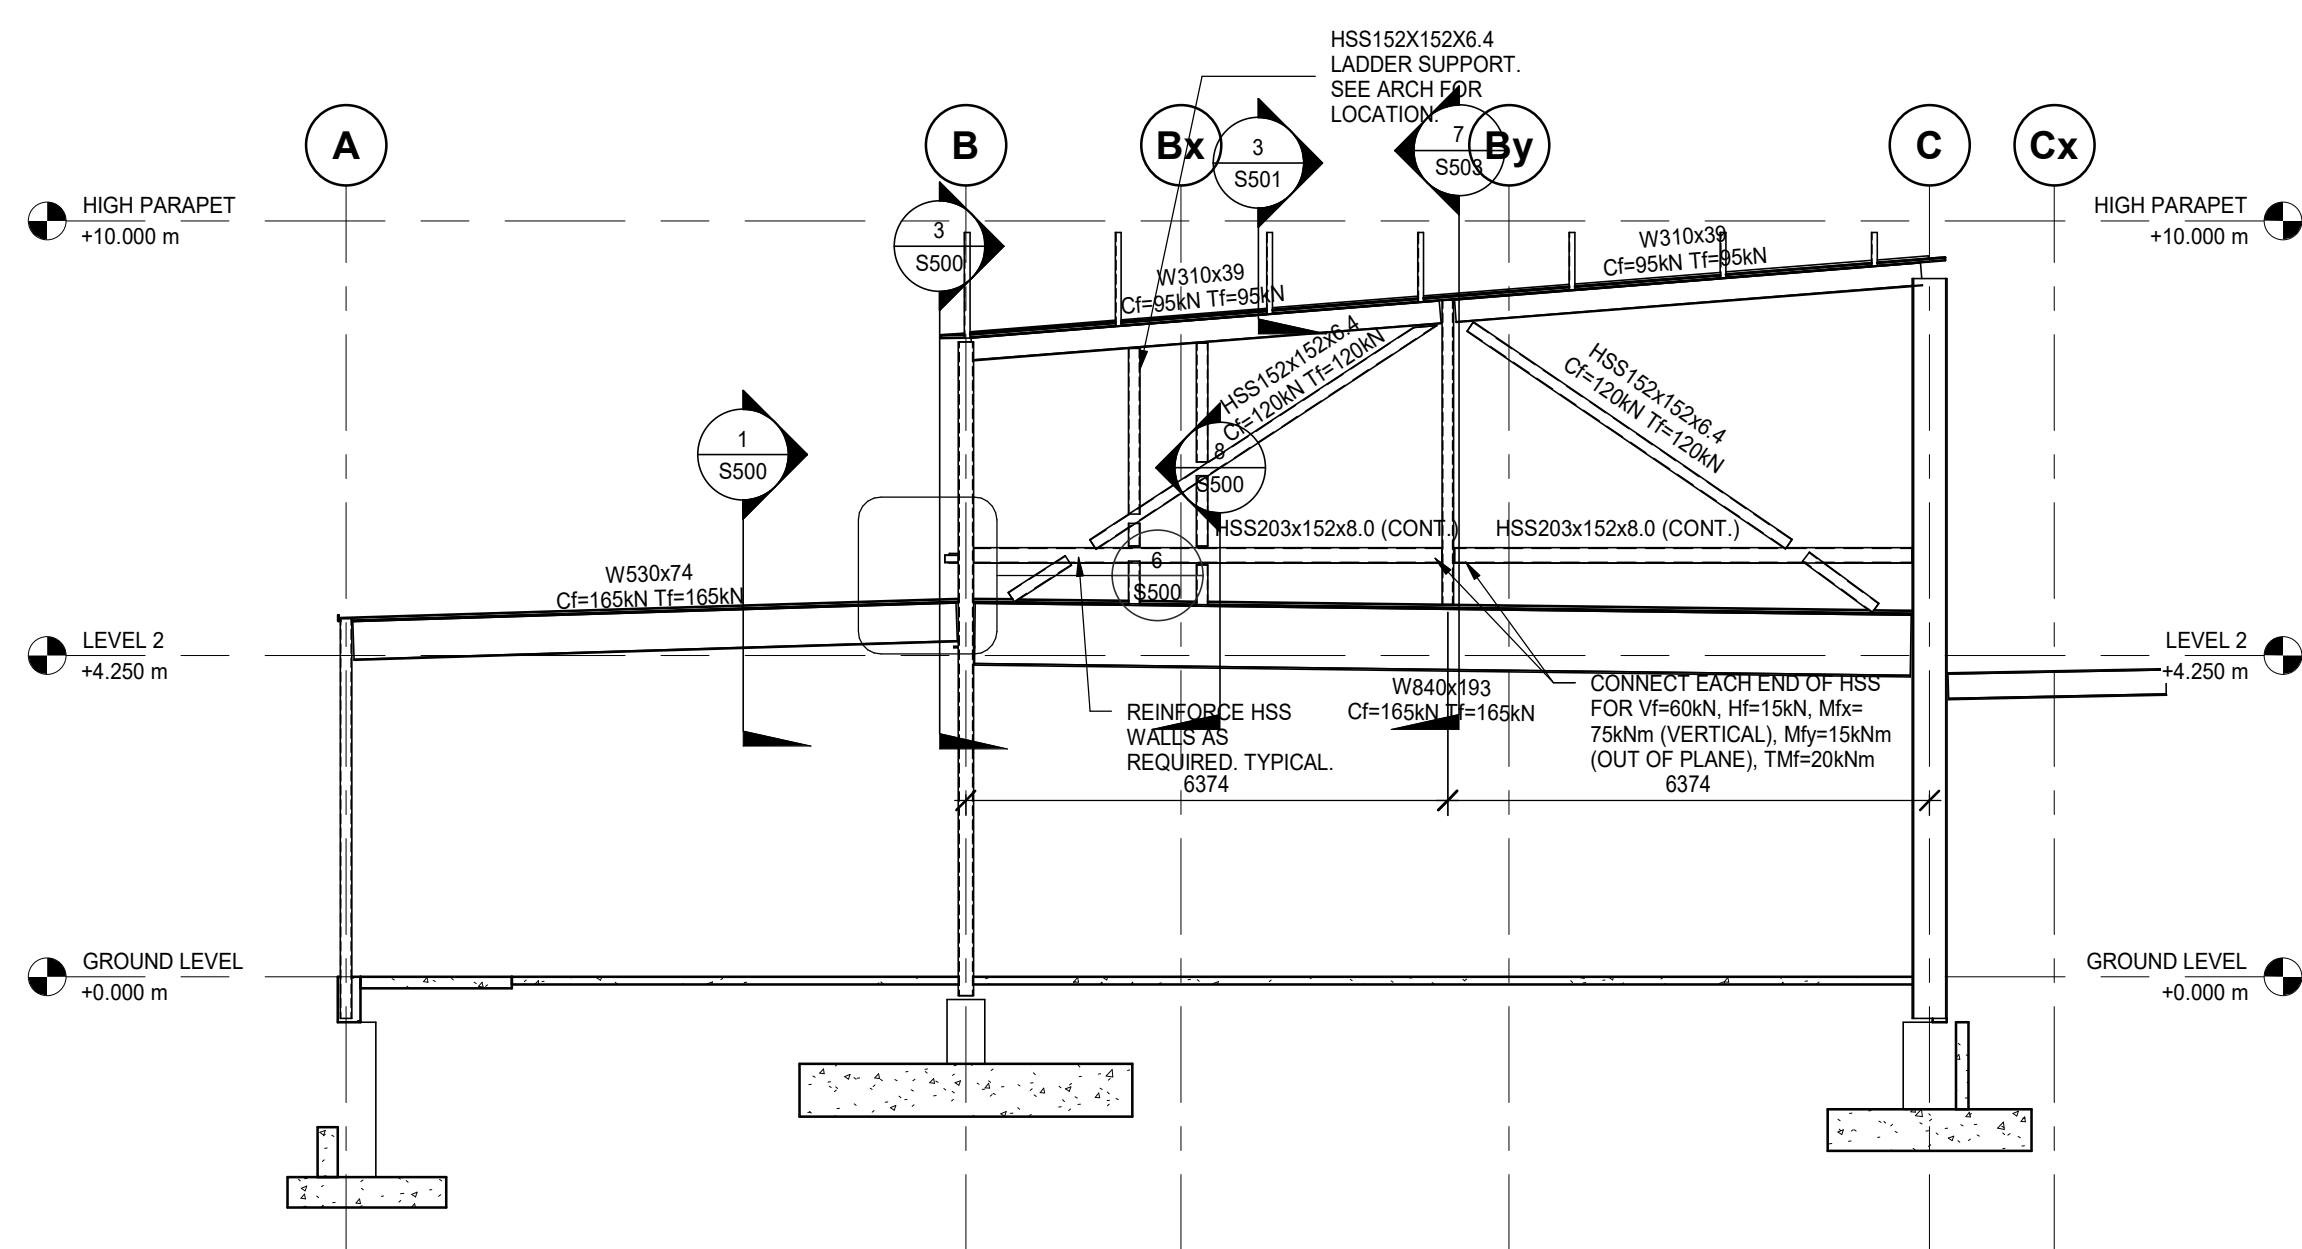 HSS152X152X6.4
LADDER SUPPORT.
SEE ARCH FOR
LOCATION.
A
B
Bx
3
S501
7
S503
By
C
Cx
HIGH PARAPET
+10.000 m
HIGH PARAPET
+10.000 m
3
S500
W310x39
Cf=95kN Tf=95kN
W310x39
Cf=95kN Tf=95kN
HSS152x152x6.4
Cf=120kN Tf=120kN
HSS152x152x6.4
Cf=120kN Tf=120kN
1
S500
8
S500
HSS203x152x8.0 (CONT.)
HSS203x152x8.0 (CONT.)
6
S500
W530x74
Cf=165kN Tf=165kN
LEVEL 2
+4.250 m
LEVEL 2
+4.250 m
W840x193
Cf=165kN Tf=165kN
REINFORCE HSS
WALLS AS
REQUIRED. TYPICAL.
CONNECT EACH END OF HSS
FOR Vf=60kN, Hf=15kN, Mfx=
75kNm (VERTICAL), Mfy=15kNm
(OUT OF PLANE), TMf=20kNm
6374
6374
GROUND LEVEL
+0.000 m
GROUND LEVEL
+0.000 m